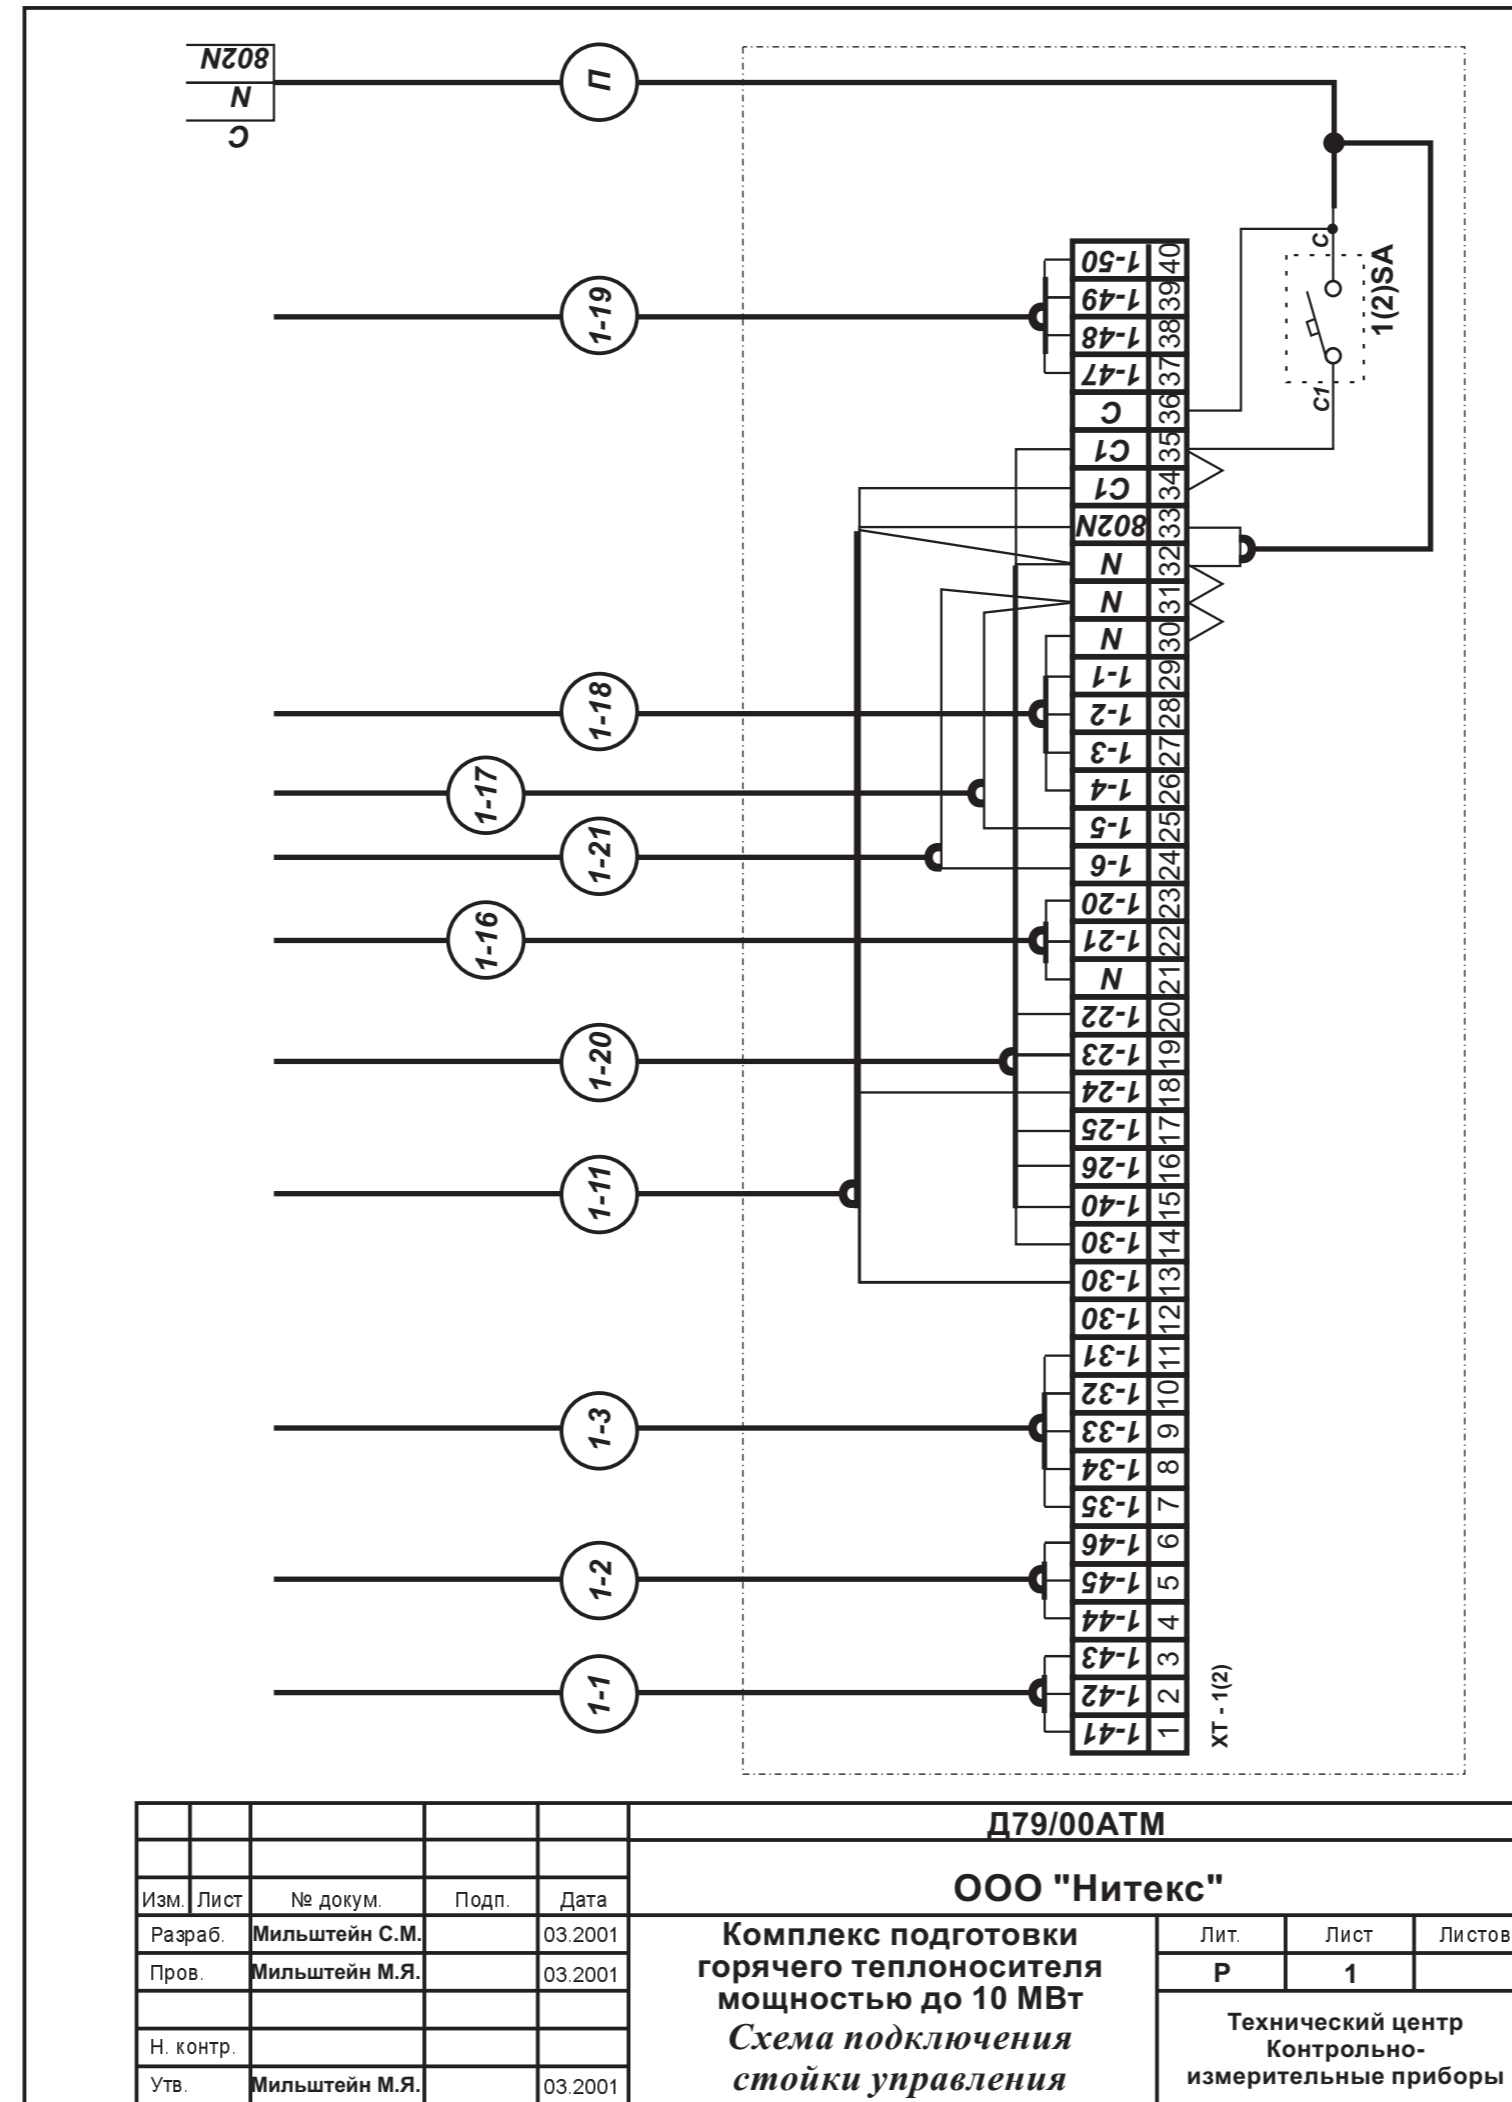 802N
N
C
П
1-19
1-18
1-17
1-21
1-16
1-20
1-11
1-3
1-2
1-1
1-50 40
1-49 39
1-48 38
1-47 37
C 36
C1 35
C1 34
802N 33
N 32
N 31
N 30
1-1 29
1-2 28
1-3 27
1-4 26
1-5 25
1-6 24
1-20 23
1-21 22
N 21
1-22 20
1-23 19
1-24 18
1-25 17
1-26 16
1-40 15
1-30 14
1-30 13
1-30 12
1-31 11
1-32 10
1-33 9
1-34 8
1-35 7
1-46 6
1-45 5
1-44 4
1-43 3
1-42 2
1-41 1
C
C1
1(2)SA
XT - 1(2)
Д79/00АТМ
ООО "Нитекс"
Изм. Лист № докум. Подп. Дата
Разраб. Мильштейн С.М. 03.2001
Пров. Мильштейн М.Я. 03.2001
Н. контр.
Утв. Мильштейн М.Я. 03.2001
Комплекс подготовки
горячего теплоносителя
мощностью до 10 МВт
Схема подключения
стойки управления
Лит. Лист Листов
Р 1
Технический центр
Контрольно-
измерительные приборы